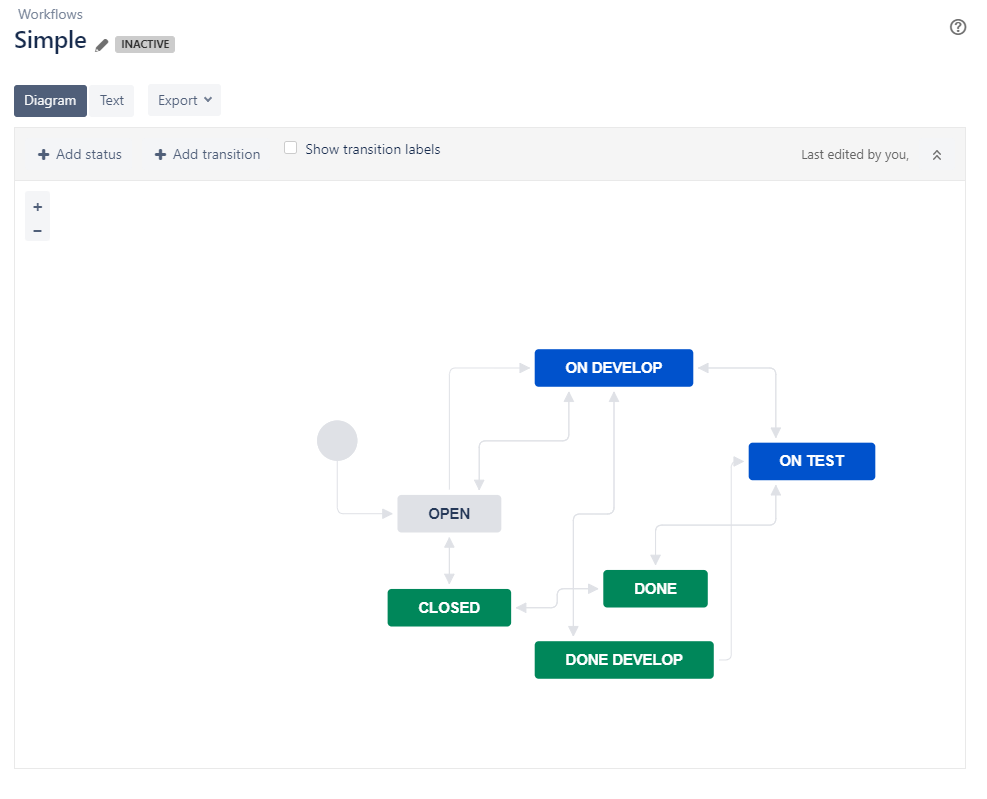 Workflows
Simple INACTIVE
Diagram Text Export
Add status Add transition Show transition labels Last edited by you,
+
−
ON DEVELOP
ON TEST
OPEN
DONE
CLOSED
DONE DEVELOP